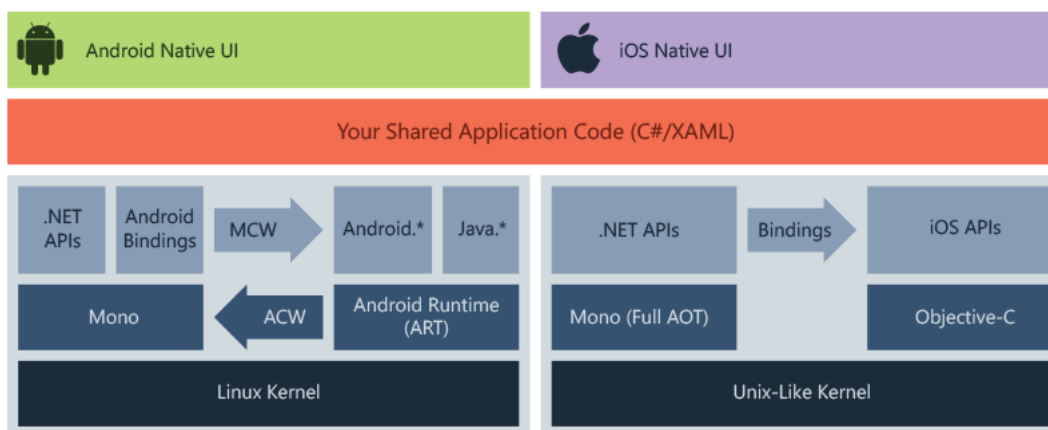 Android Native UI
iOS Native UI
Your Shared Application Code (C#/XAML)
.NET
APIs
Android
Bindings
MCW
Android.*
Java.*
.NET APIs
Bindings
iOS APIs
Mono
ACW
Android Runtime
(ART)
Mono (Full AOT)
Objective-C
Linux Kernel
Unix-Like Kernel